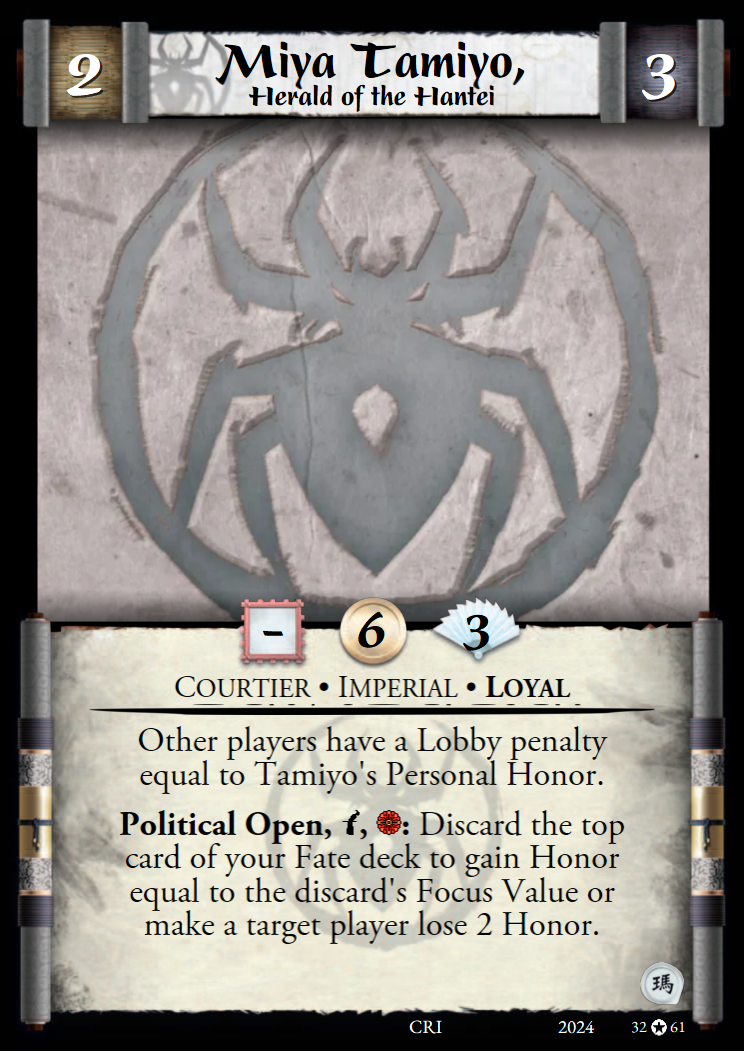 2
Miya Tamiyo,
Herald of the Hantei
3
-
6
3
COURTIER • IMPERIAL • LOYAL
Other players have a Lobby penalty
equal to Tamiyo's Personal Honor.
Political Open, , : Discard the top
card of your Fate deck to gain Honor
equal to the discard's Focus Value or
make a target player lose 2 Honor.
瑪
CRI 2024 32 ✪ 61